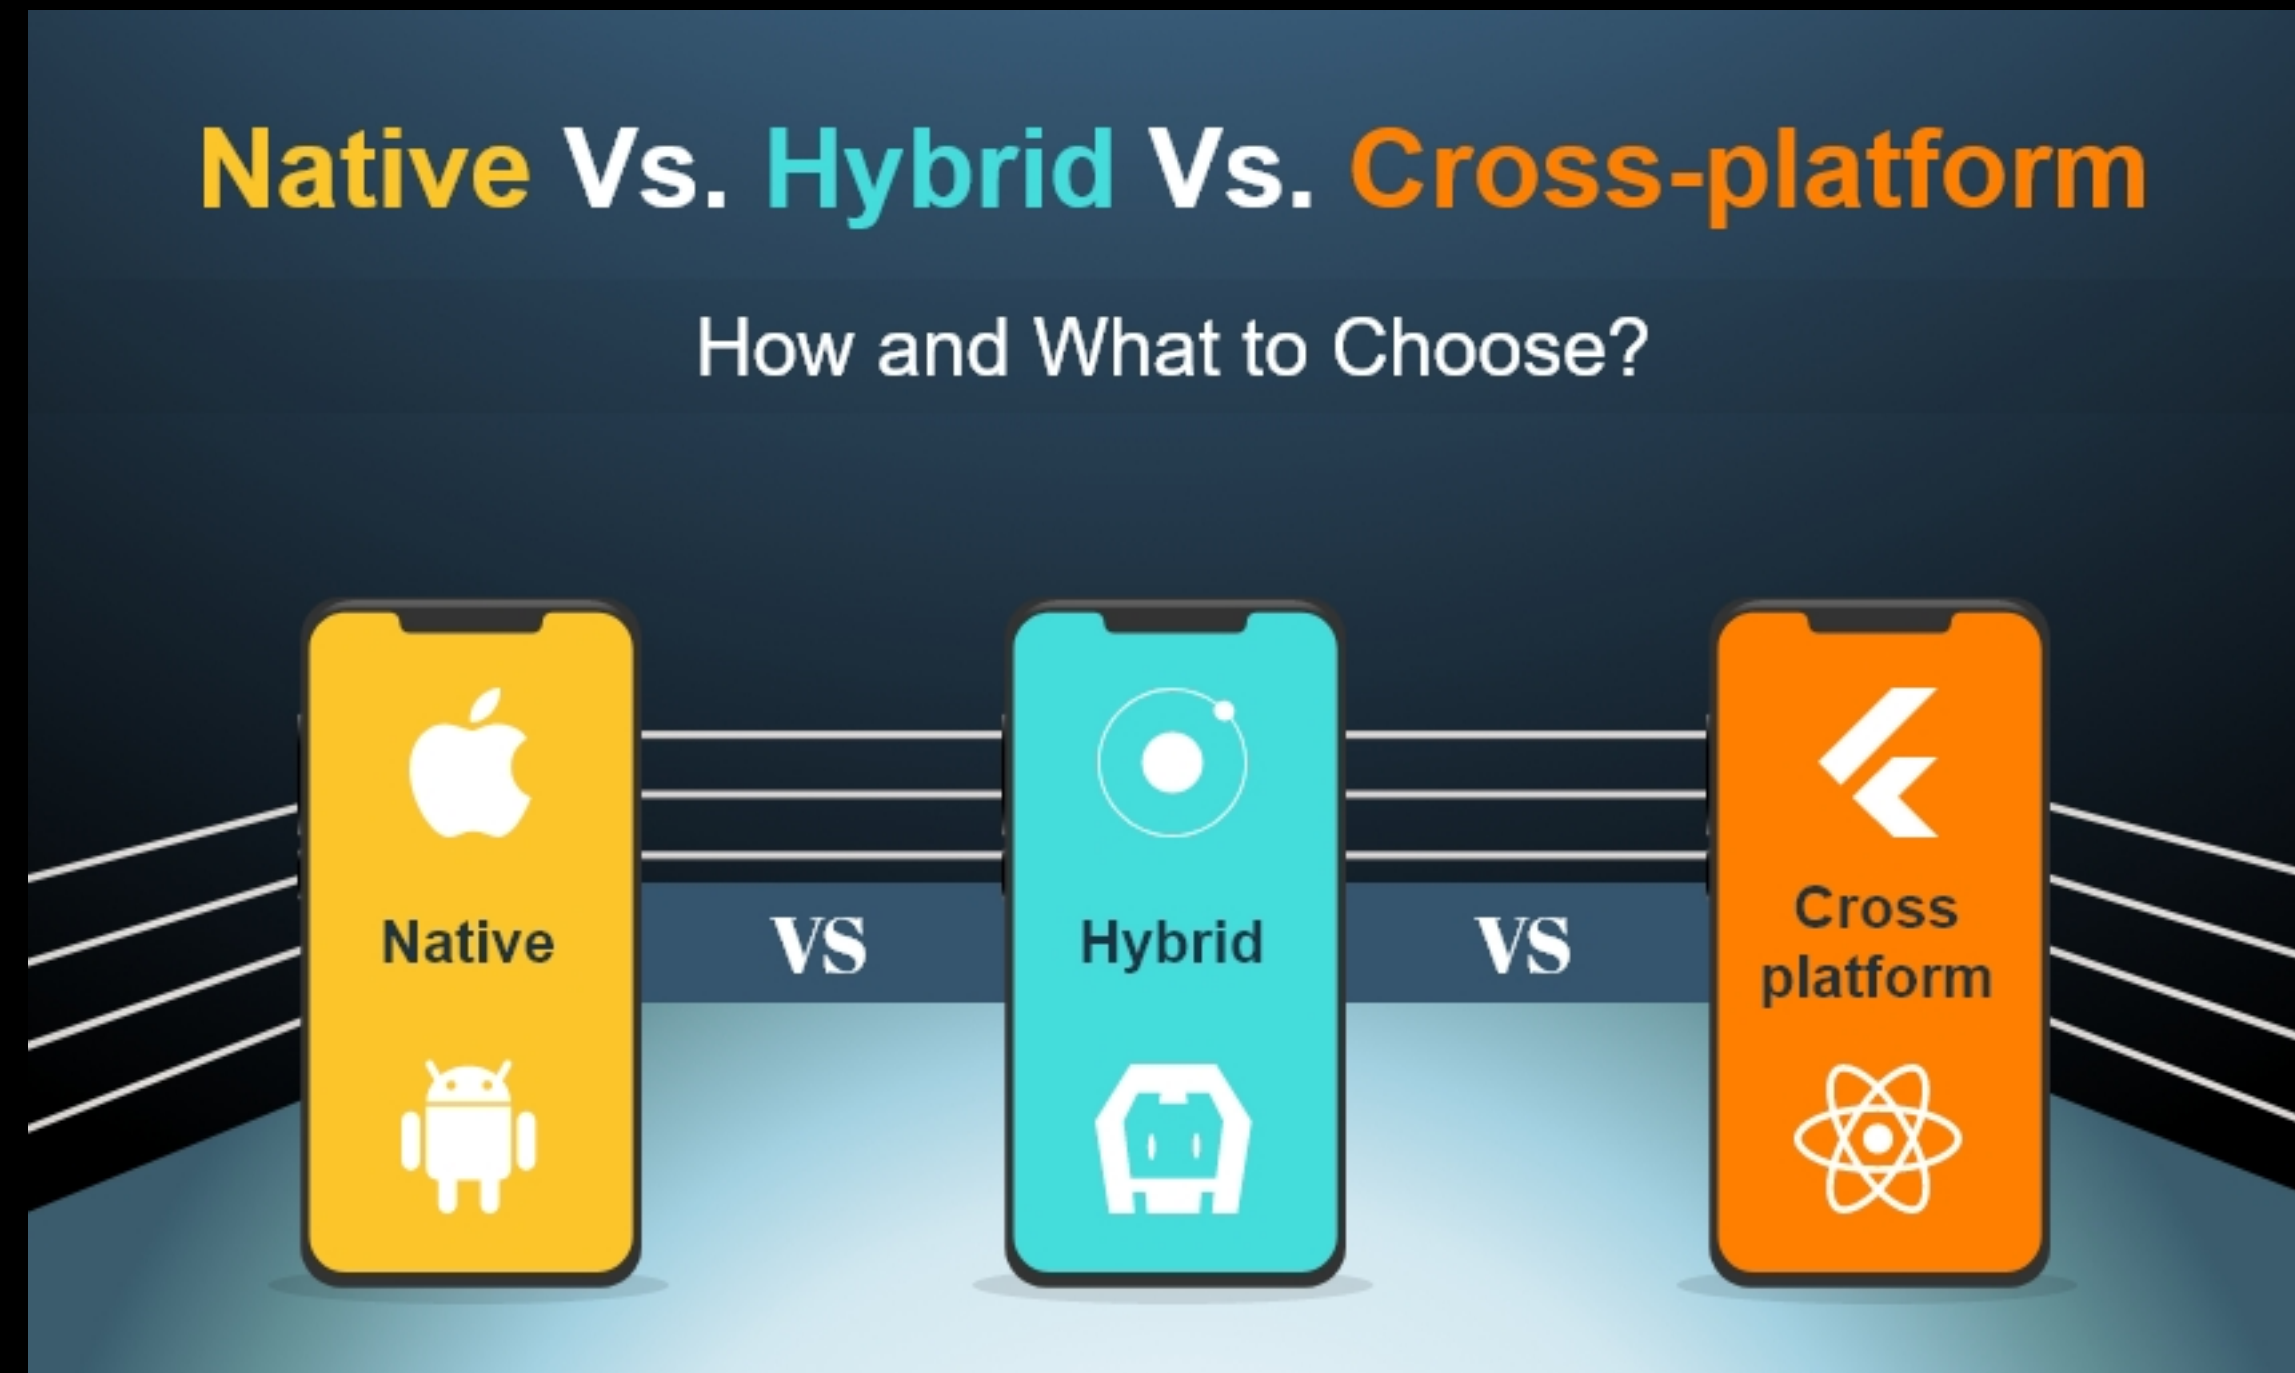 Native Vs. Hybrid Vs. Cross-platform
How and What to Choose?
Native
VS
Hybrid
VS
Cross
platform